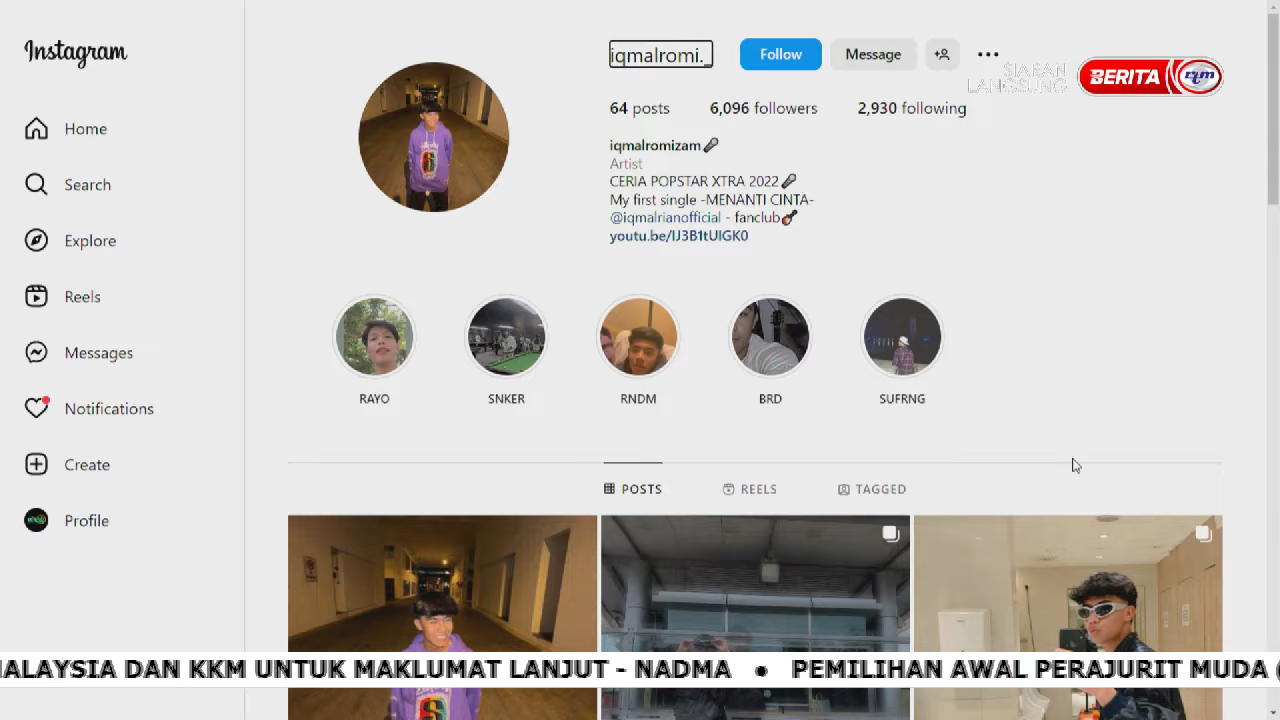 Instagram
Home
Search
Explore
Reels
Messages
Notifications
Create
Profile
iqmalromi._
Follow
Message
SIARAN
LANGSUNG
BERITA rtm
64 posts
6,096 followers
2,930 following
iqmalromizam
Artist
CERIA POPSTAR XTRA 2022
My first single -MENANTI CINTA-
@iqmalrianofficial - fanclub
youtu.be/IJ3B1tUIGK0
RAYO
SNKER
RNDM
BRD
SUFRNG
POSTS
REELS
TAGGED
MALAYSIA DAN KKM UNTUK MAKLUMAT LANJUT - NADMA • PEMILIHAN AWAL PERAJURIT MUDA (